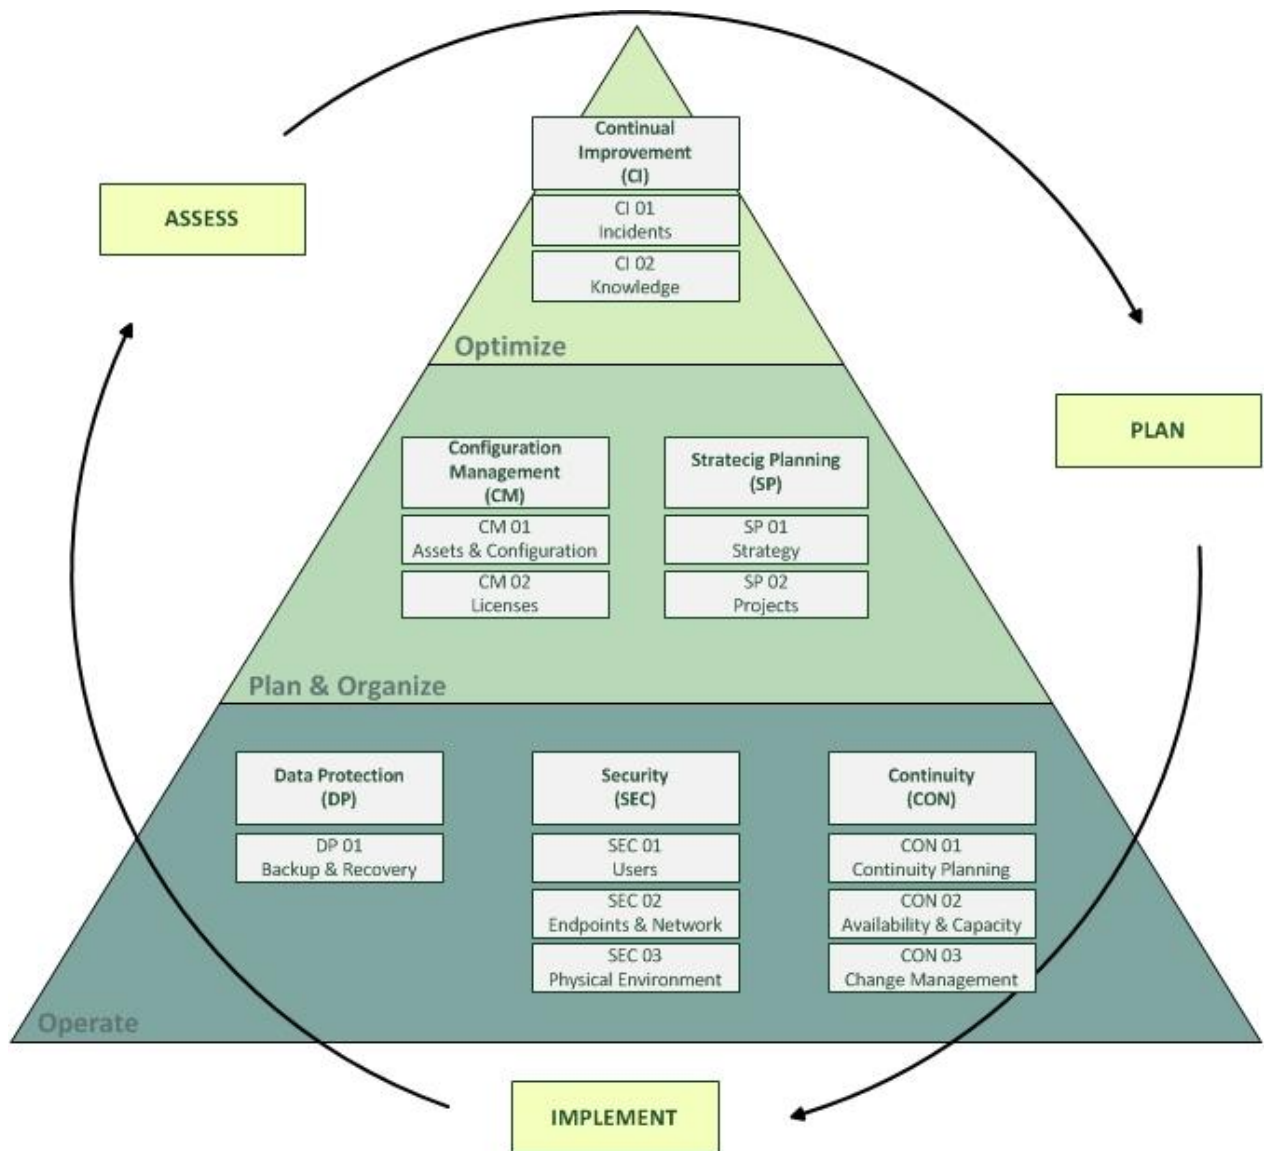 Continual
Improvement
(CI)
CI 01
Incidents
CI 02
Knowledge
Optimize
ASSESS
PLAN
Configuration
Management
(CM)
CM 01
Assets & Configuration
CM 02
Licenses
Stratecig Planning
(SP)
SP 01
Strategy
SP 02
Projects
Plan & Organize
Data Protection
(DP)
DP 01
Backup & Recovery
Security
(SEC)
SEC 01
Users
SEC 02
Endpoints & Network
SEC 03
Physical Environment
Continuity
(CON)
CON 01
Continuity Planning
CON 02
Availability & Capacity
CON 03
Change Management
Operate
IMPLEMENT